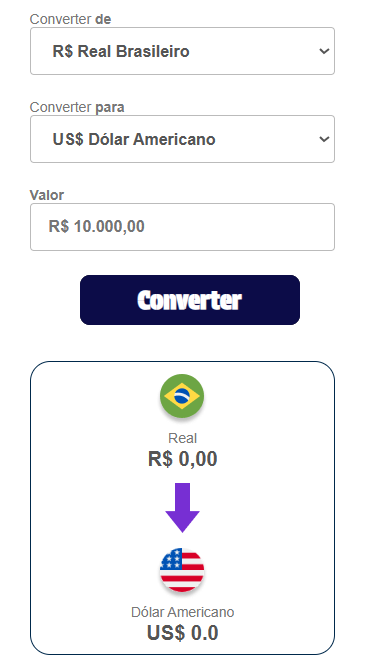 Converter de
R$ Real Brasileiro
Converter para
US$ Dólar Americano
Valor
R$ 10.000,00
Converter
Real
R$ 0,00
Dólar Americano
US$ 0.0